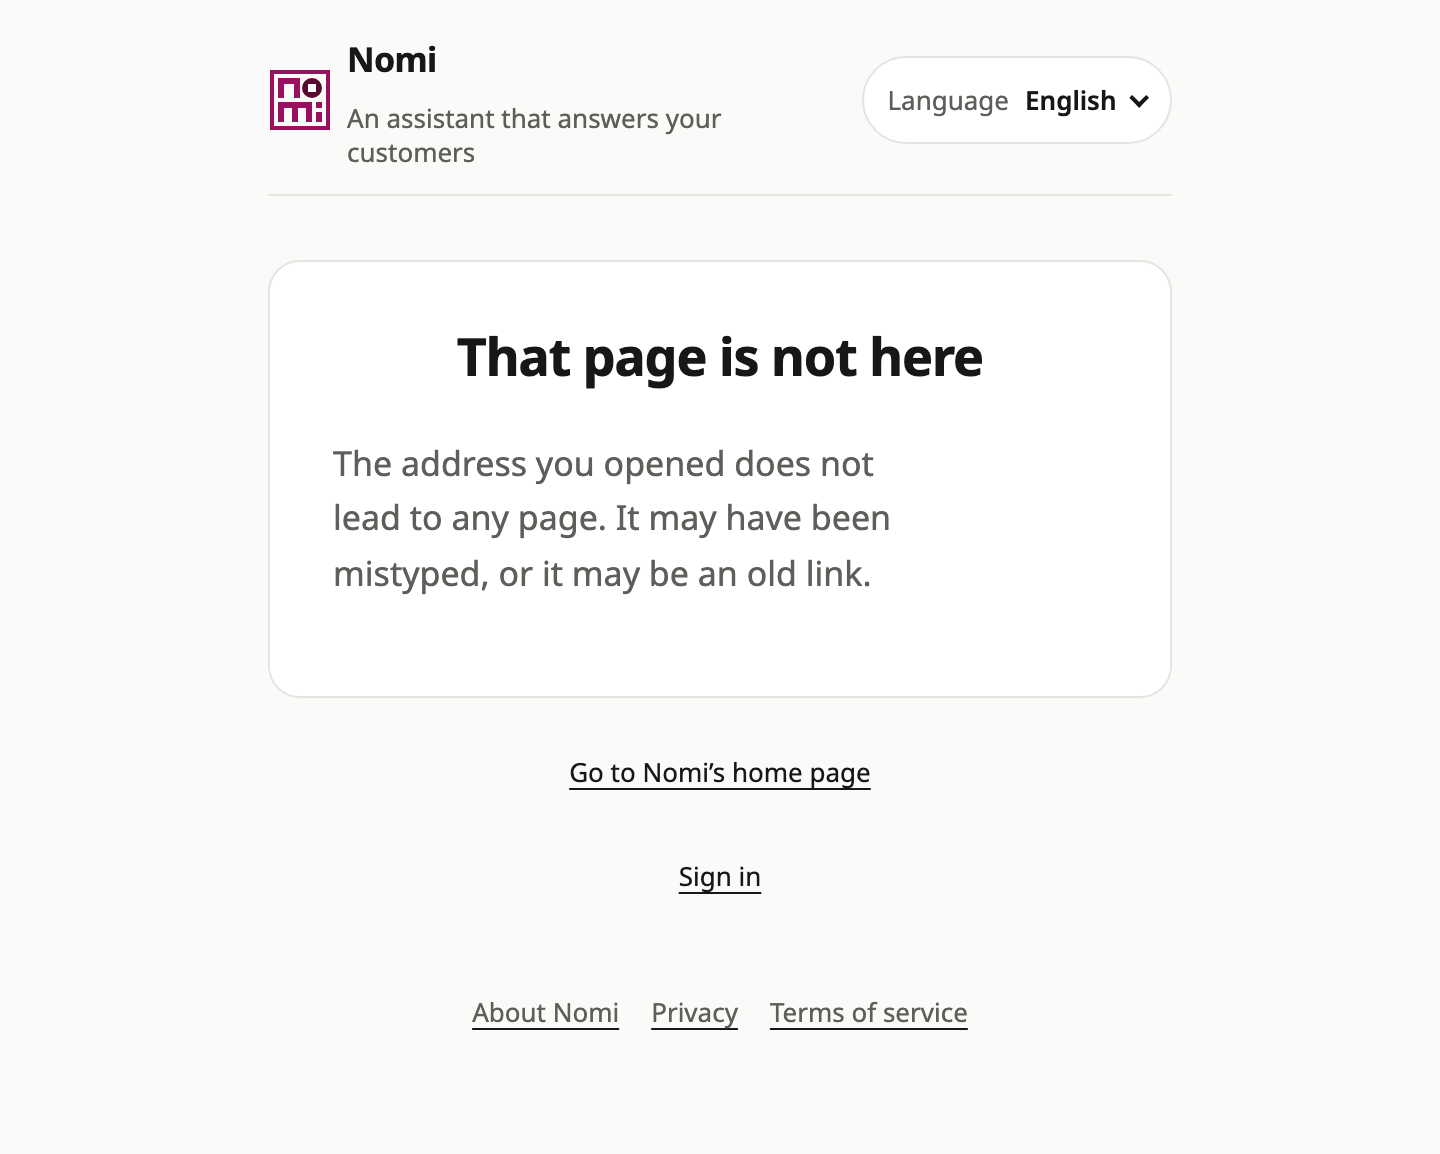 nomi
Nomi
An assistant that answers your
customers
Language English
That page is not here
The address you opened does not
lead to any page. It may have been
mistyped, or it may be an old link.
Go to Nomi’s home page
Sign in
About Nomi Privacy Terms of service